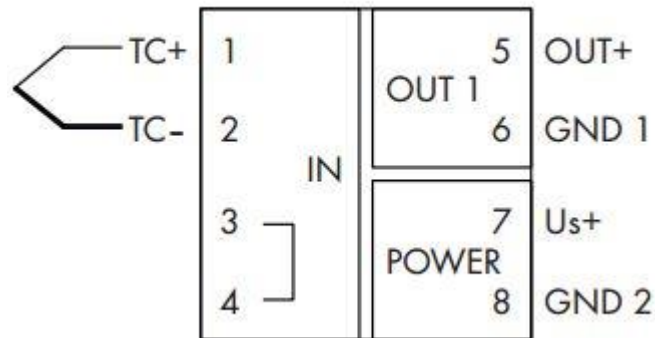 TC+ 1 5 OUT+
OUT 1
TC- 2 6 GND 1
IN
3 7 Us+
POWER
4 8 GND 2